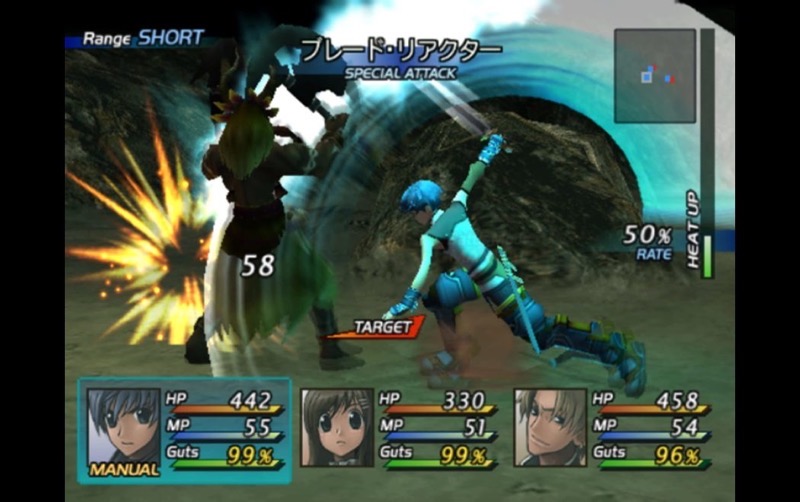 Range SHORT
ブレード・リアクター
SPECIAL ATTACK
58
50%
RATE
HEAT UP
TARGET
HP 442
MP 55
Guts 99%
MANUAL
HP 330
MP 51
Guts 99%
HP 458
MP 54
Guts 96%